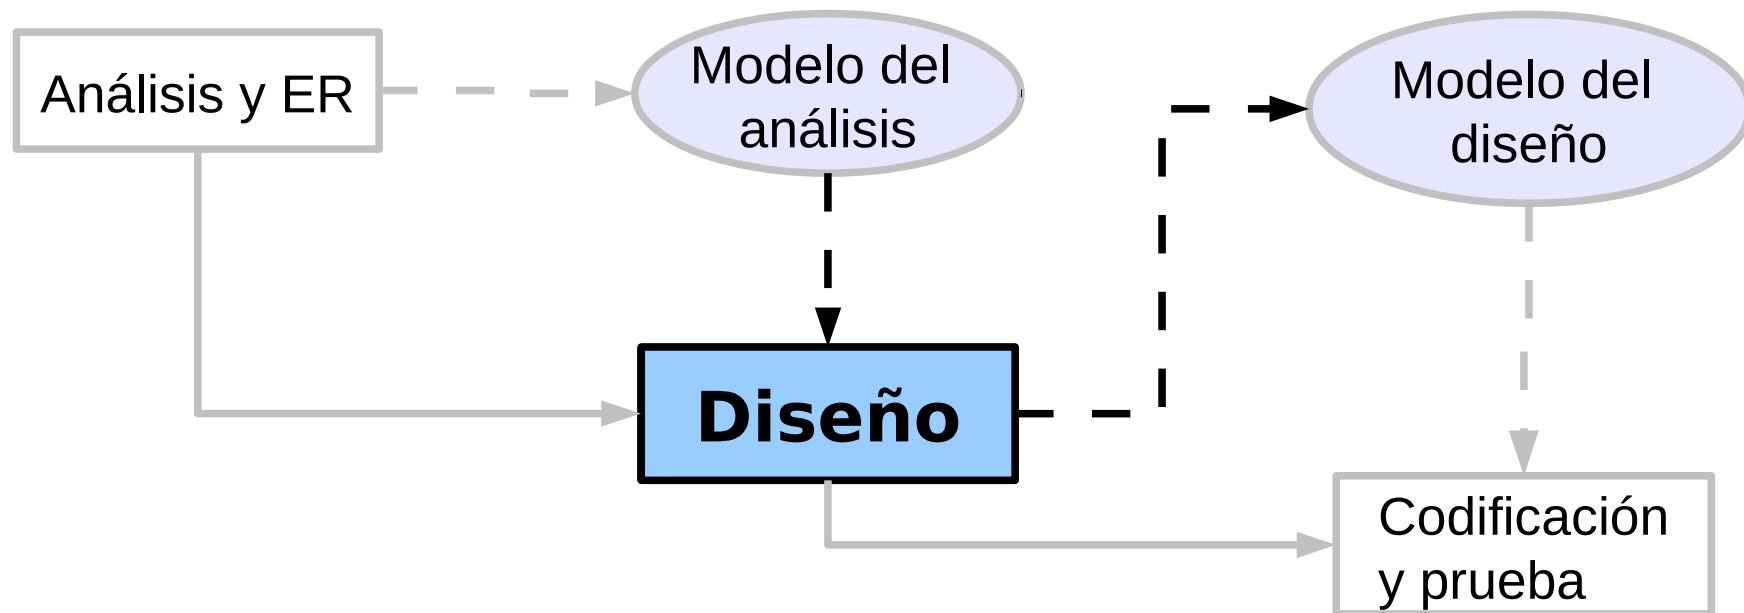 Análisis y ER
Modelo del
análisis
Modelo del
diseño
Diseño
Codificación
y prueba